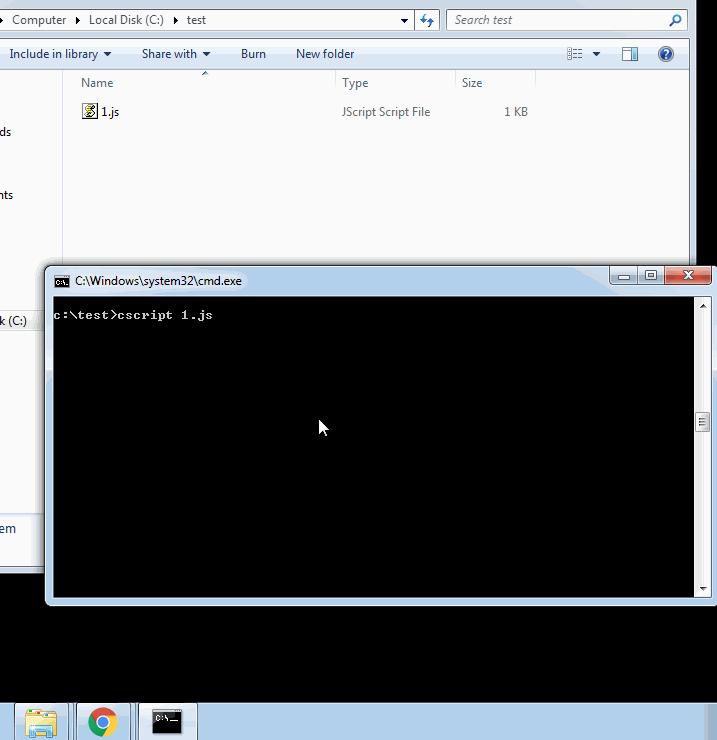 Computer Local Disk (C:) test Search test
Include in library Share with Burn New folder
Name Type Size
1.js JScript Script File 1 KB
ds
nts
k (C:)
em
C:\Windows\system32\cmd.exe
c:\test>cscript 1.js
C:\